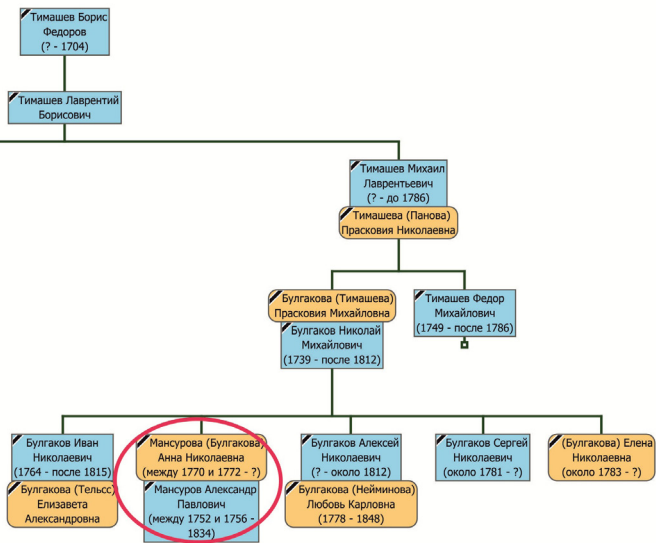 Тимашев Борис
Федоров
(? - 1704)
Тимашев Лаврентий
Борисович
Тимашев Михаил
Лаврентьевич
(? - до 1786)
Тимашева (Панова)
Прасковия Николаевна
Булгакова (Тимашева)
Прасковия Михайловна
Булгаков Николай
Михайлович
(1739 - после 1812)
Тимашев Федор
Михайлович
(1749 - после 1786)
Булгаков Иван
Николаевич
(1764 - после 1815)
Булгакова (Тельсс)
Елизавета
Александровна
Мансурова (Булгакова)
Анна Николаевна
(между 1770 и 1772 - ?)
Мансуров Александр
Павлович
(между 1752 и 1756 -
1834)
Булгаков Алексей
Николаевич
(? - около 1812)
Булгакова (Нейминова)
Любовь Карловна
(1778 - 1848)
Булгаков Сергей
Николаевич
(около 1781 - ?)
(Булгакова) Елена
Николаевна
(около 1783 - ?)